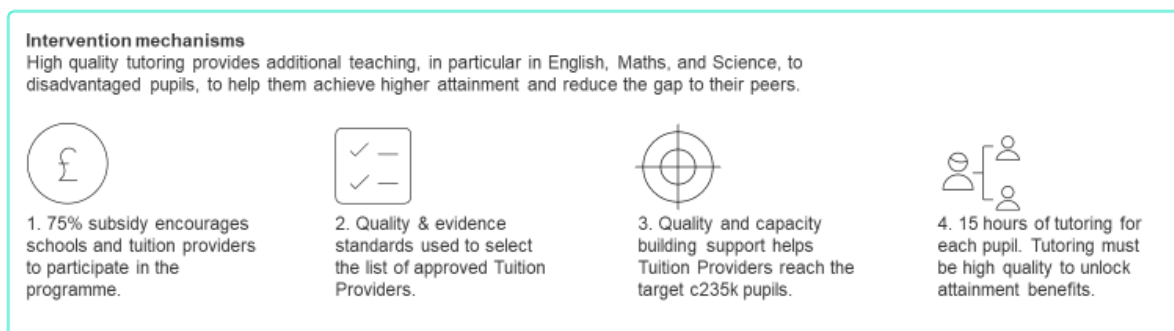 Intervention mechanisms
High quality tutoring provides additional teaching, in particular in English, Maths, and Science, to
disadvantaged pupils, to help them achieve higher attainment and reduce the gap to their peers.
£
1. 75% subsidy encourages
schools and tuition providers
to participate in the
programme.
2. Quality & evidence
standards used to select
the list of approved Tuition
Providers.
3. Quality and capacity
building support helps
Tuition Providers reach the
target c235k pupils.
4. 15 hours of tutoring for
each pupil. Tutoring must
be high quality to unlock
attainment benefits.